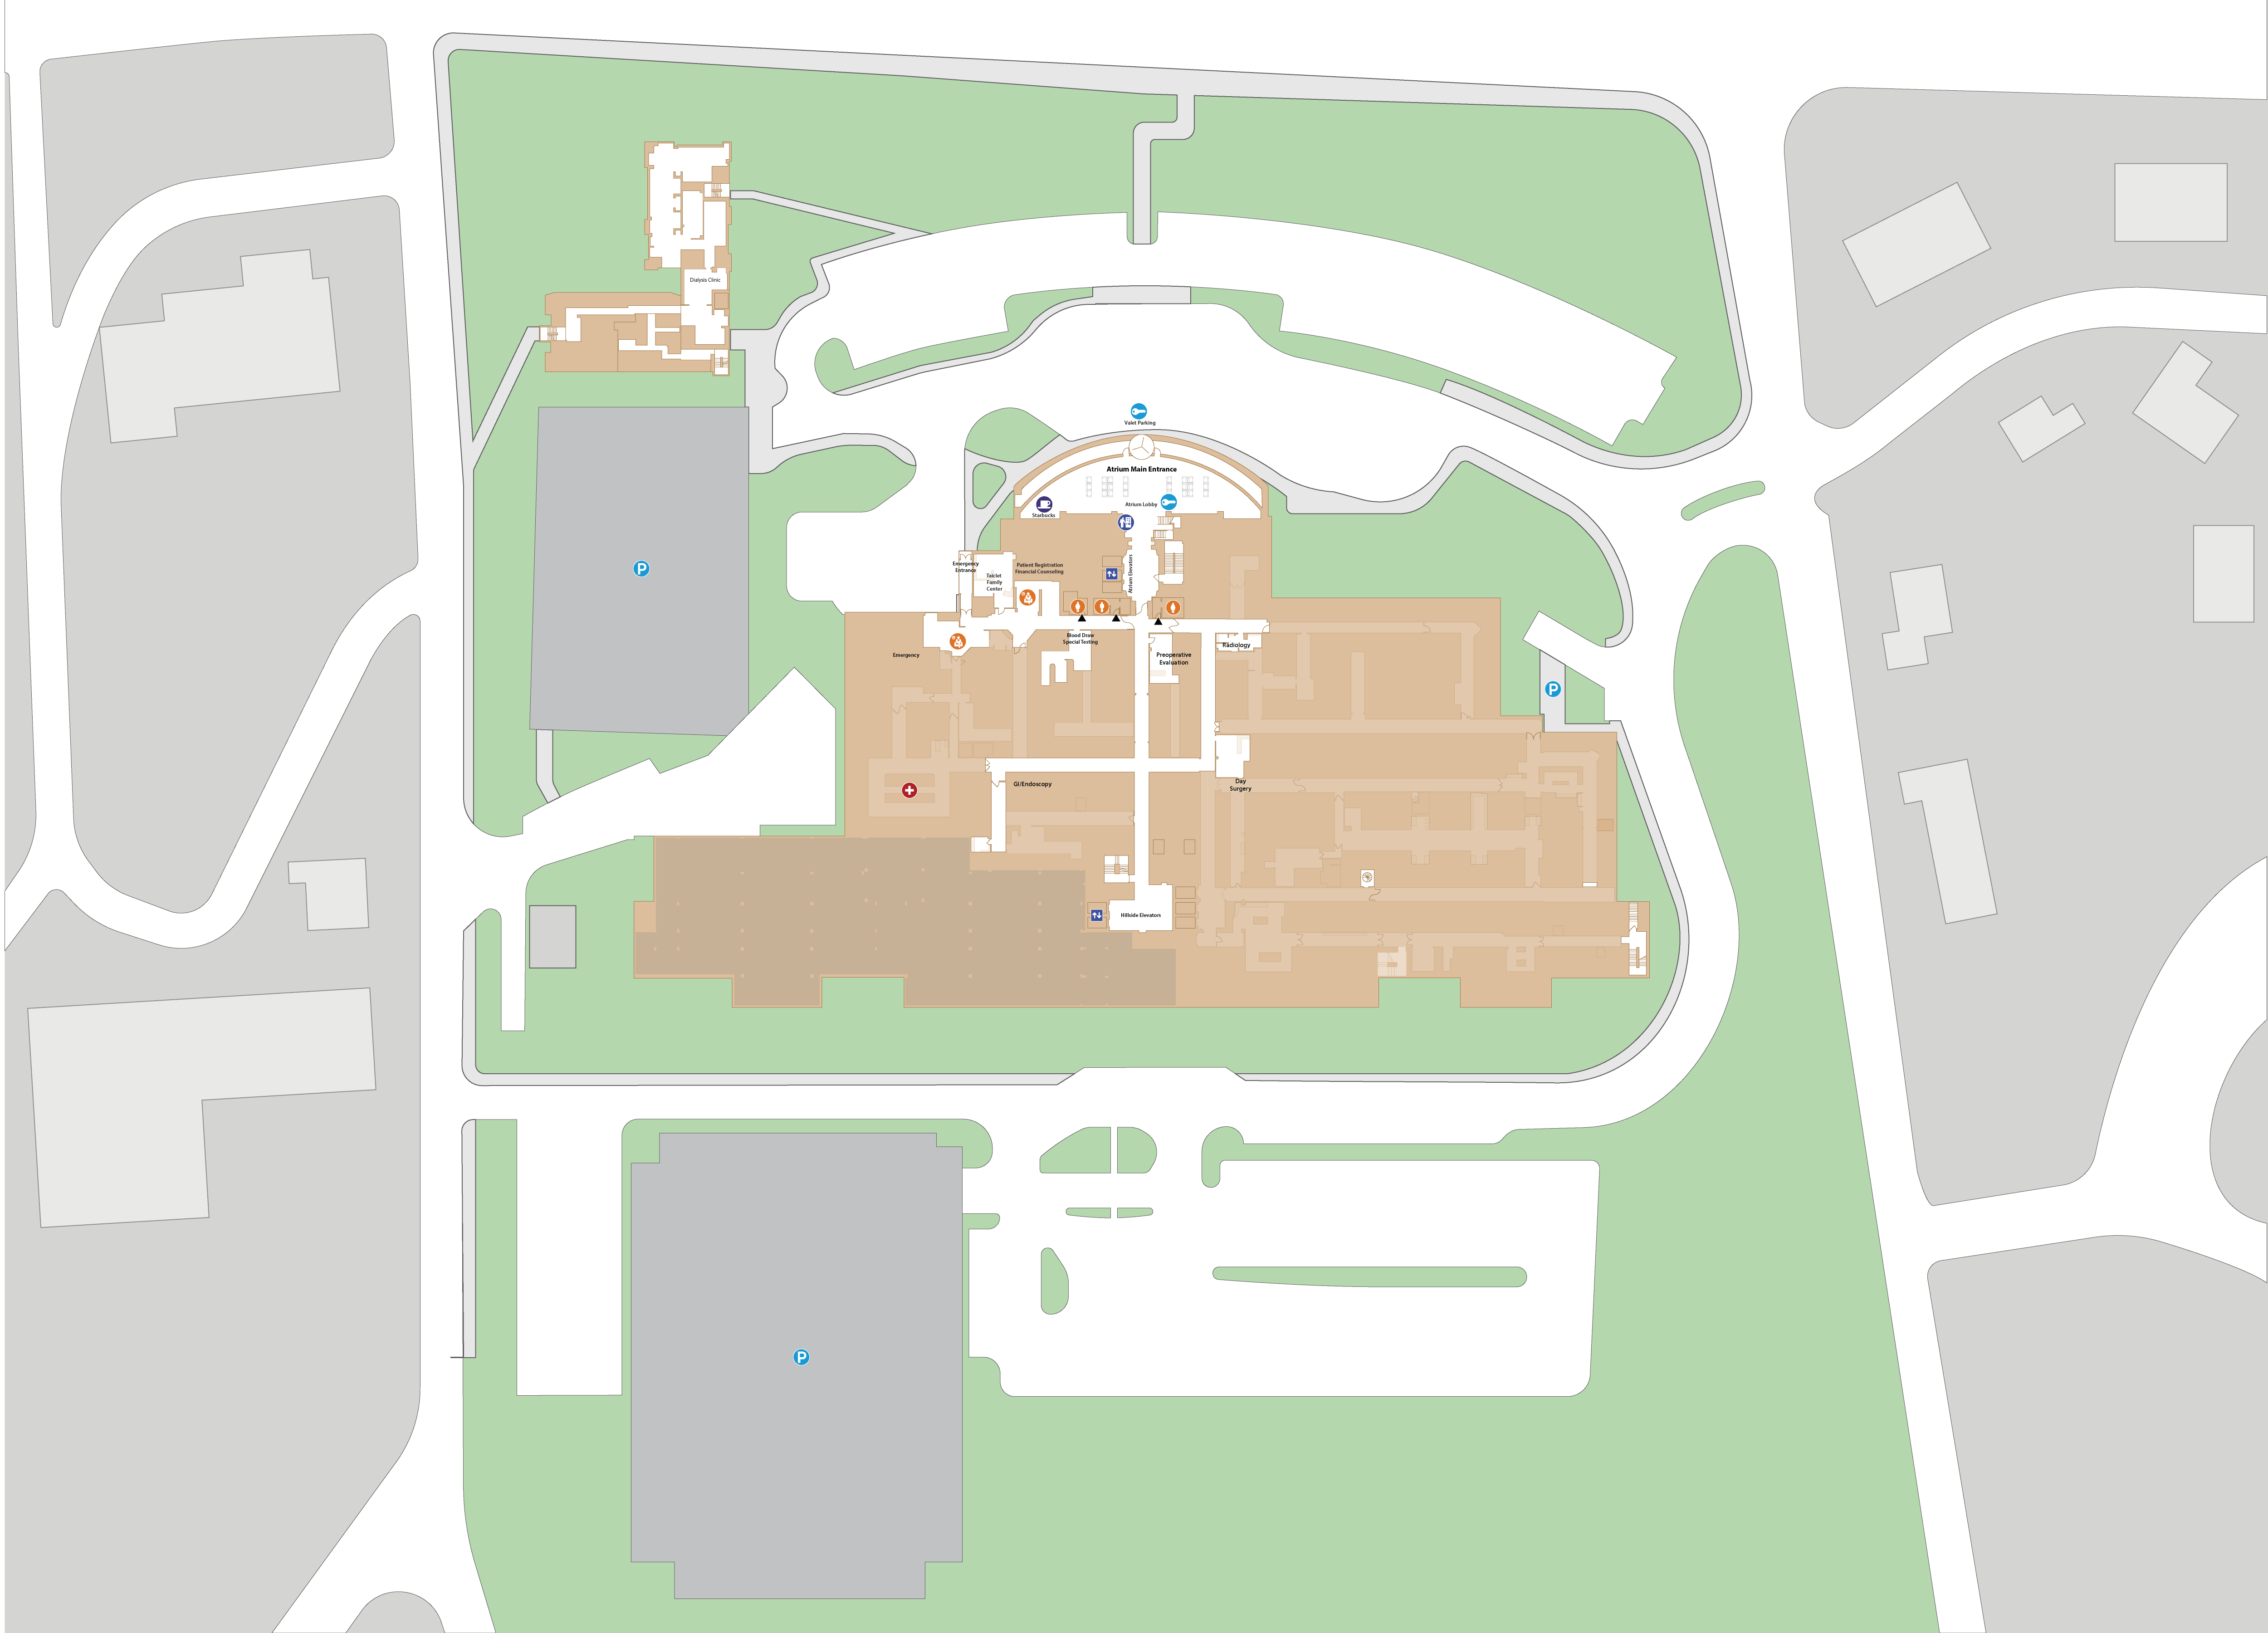 Dialysis Clinic
Valet Parking
Atrium Main Entrance
Atrium Lobby
Starbucks
Emergency
Entrance
Talclet
Family
Center
Patient Registration
Financial Counseling
Atrium Elevators
Blood Draw
Special Testing
Emergency
Preoperative
Evaluation
Radiology
GI/Endoscopy
Day
Surgery
Hillside Elevators
P
P
P